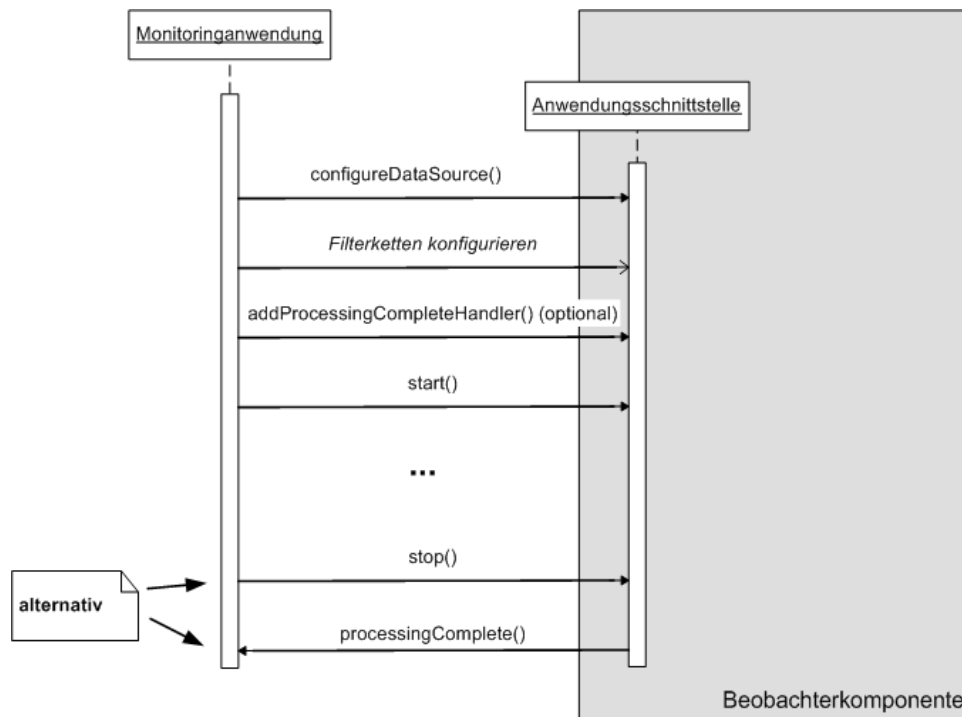 Monitoringanwendung
Anwendungsschnittstelle
configureDataSource()
Filterketten konfigurieren
addProcessingCompleteHandler() (optional)
start()
...
stop()
alternativ
processingComplete()
Beobachterkomponente